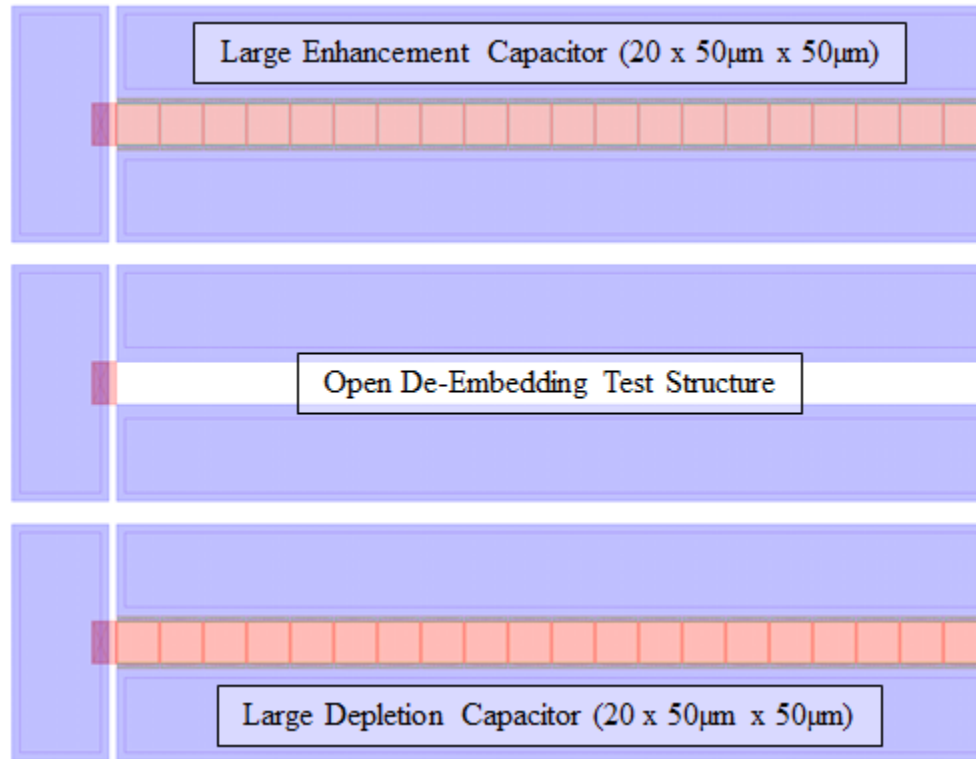 Large Enhancement Capacitor (20 x 50μm x 50μm)
Open De-Embedding Test Structure
Large Depletion Capacitor (20 x 50μm x 50μm)